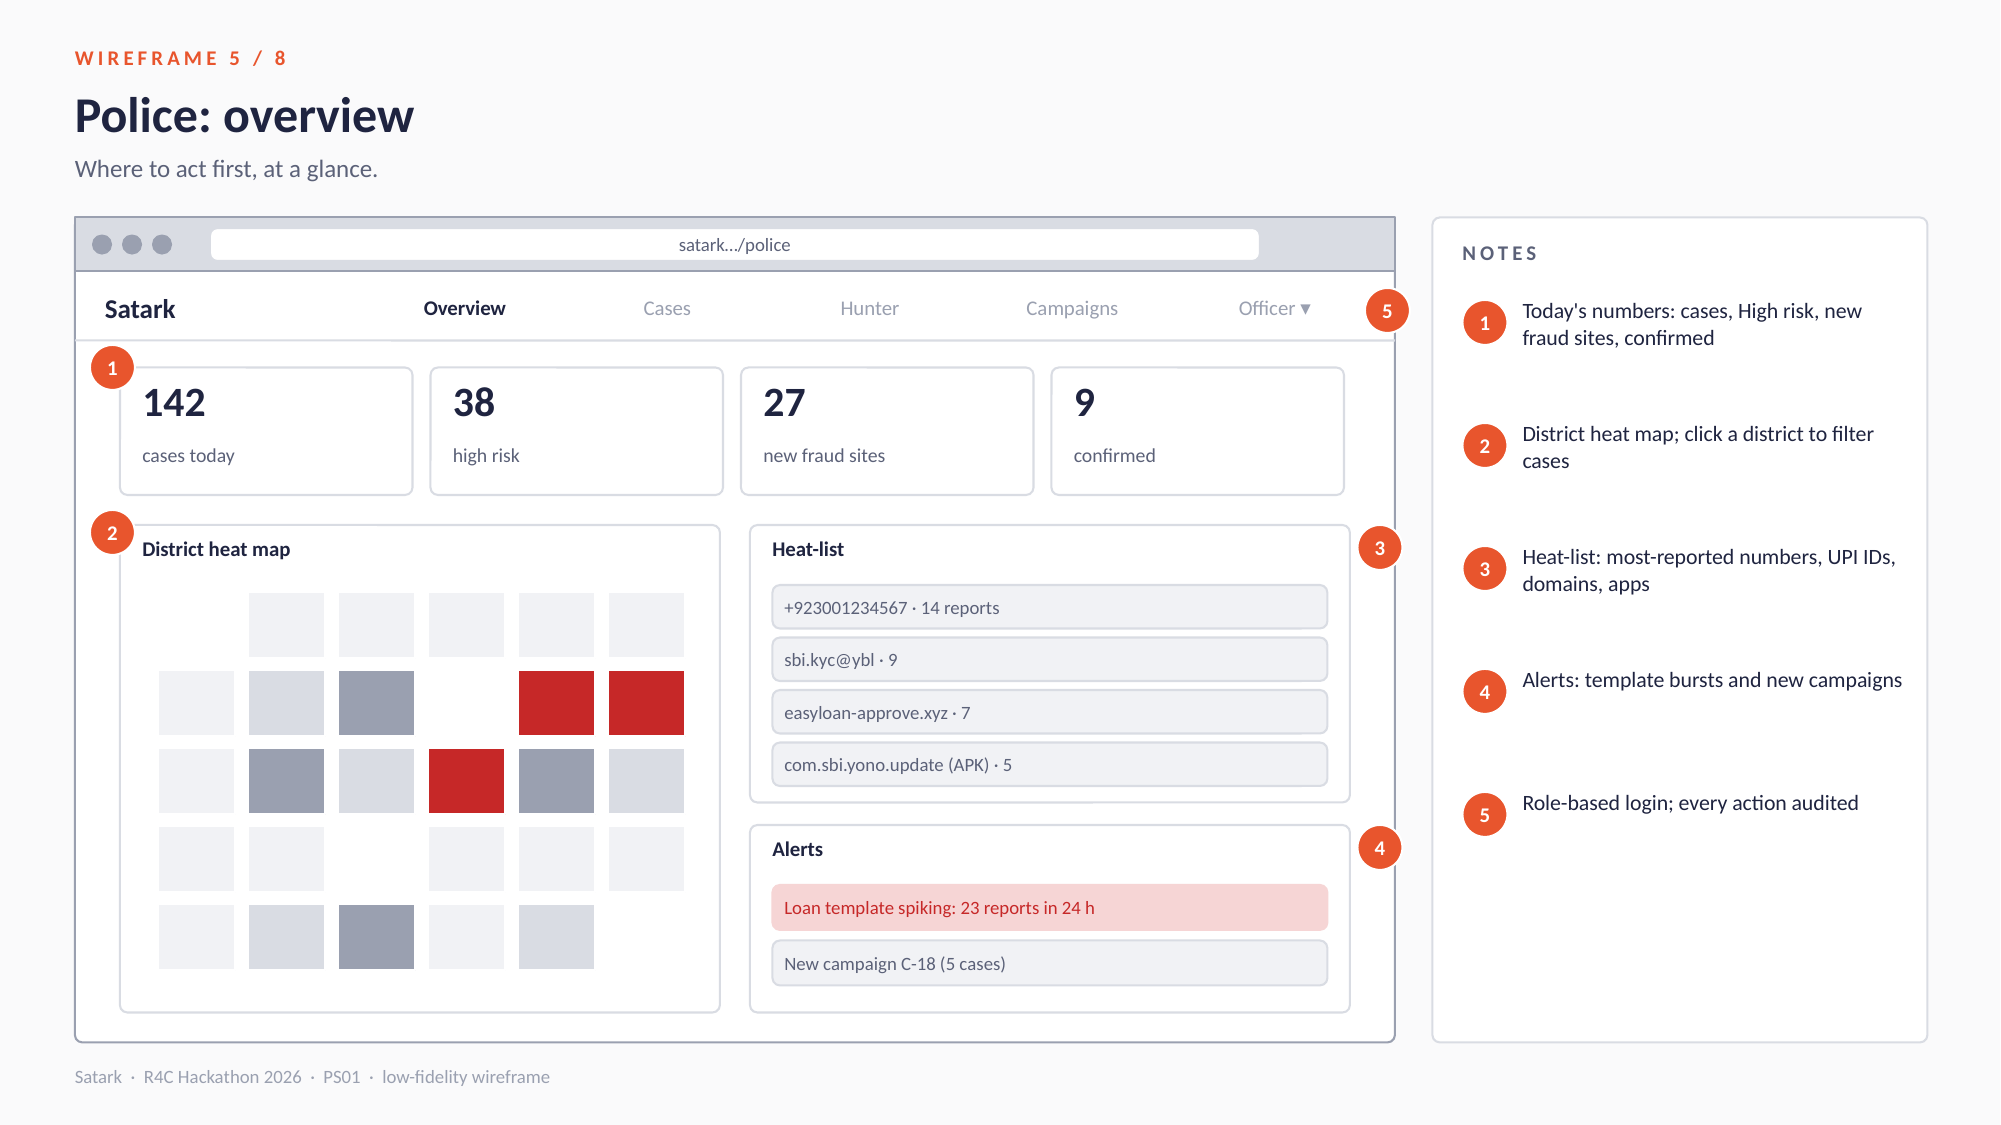 WIREFRAME 5 / 8
Police: overview
Where to act first, at a glance.
satark.../police
Satark
Overview
Cases
Hunter
Campaigns
Officer ▾
5
1
142
cases today
38
high risk
27
new fraud sites
9
confirmed
2
District heat map
Heat-list
3
+923001234567 · 14 reports
sbi.kyc@ybl · 9
easyloan-approve.xyz · 7
com.sbi.yono.update (APK) · 5
Alerts
4
Loan template spiking: 23 reports in 24 h
New campaign C-18 (5 cases)
NOTES
1
Today's numbers: cases, High risk, new
fraud sites, confirmed
2
District heat map; click a district to filter
cases
3
Heat-list: most-reported numbers, UPI IDs,
domains, apps
4
Alerts: template bursts and new campaigns
5
Role-based login; every action audited
Satark · R4C Hackathon 2026 · PS01 · low-fidelity wireframe